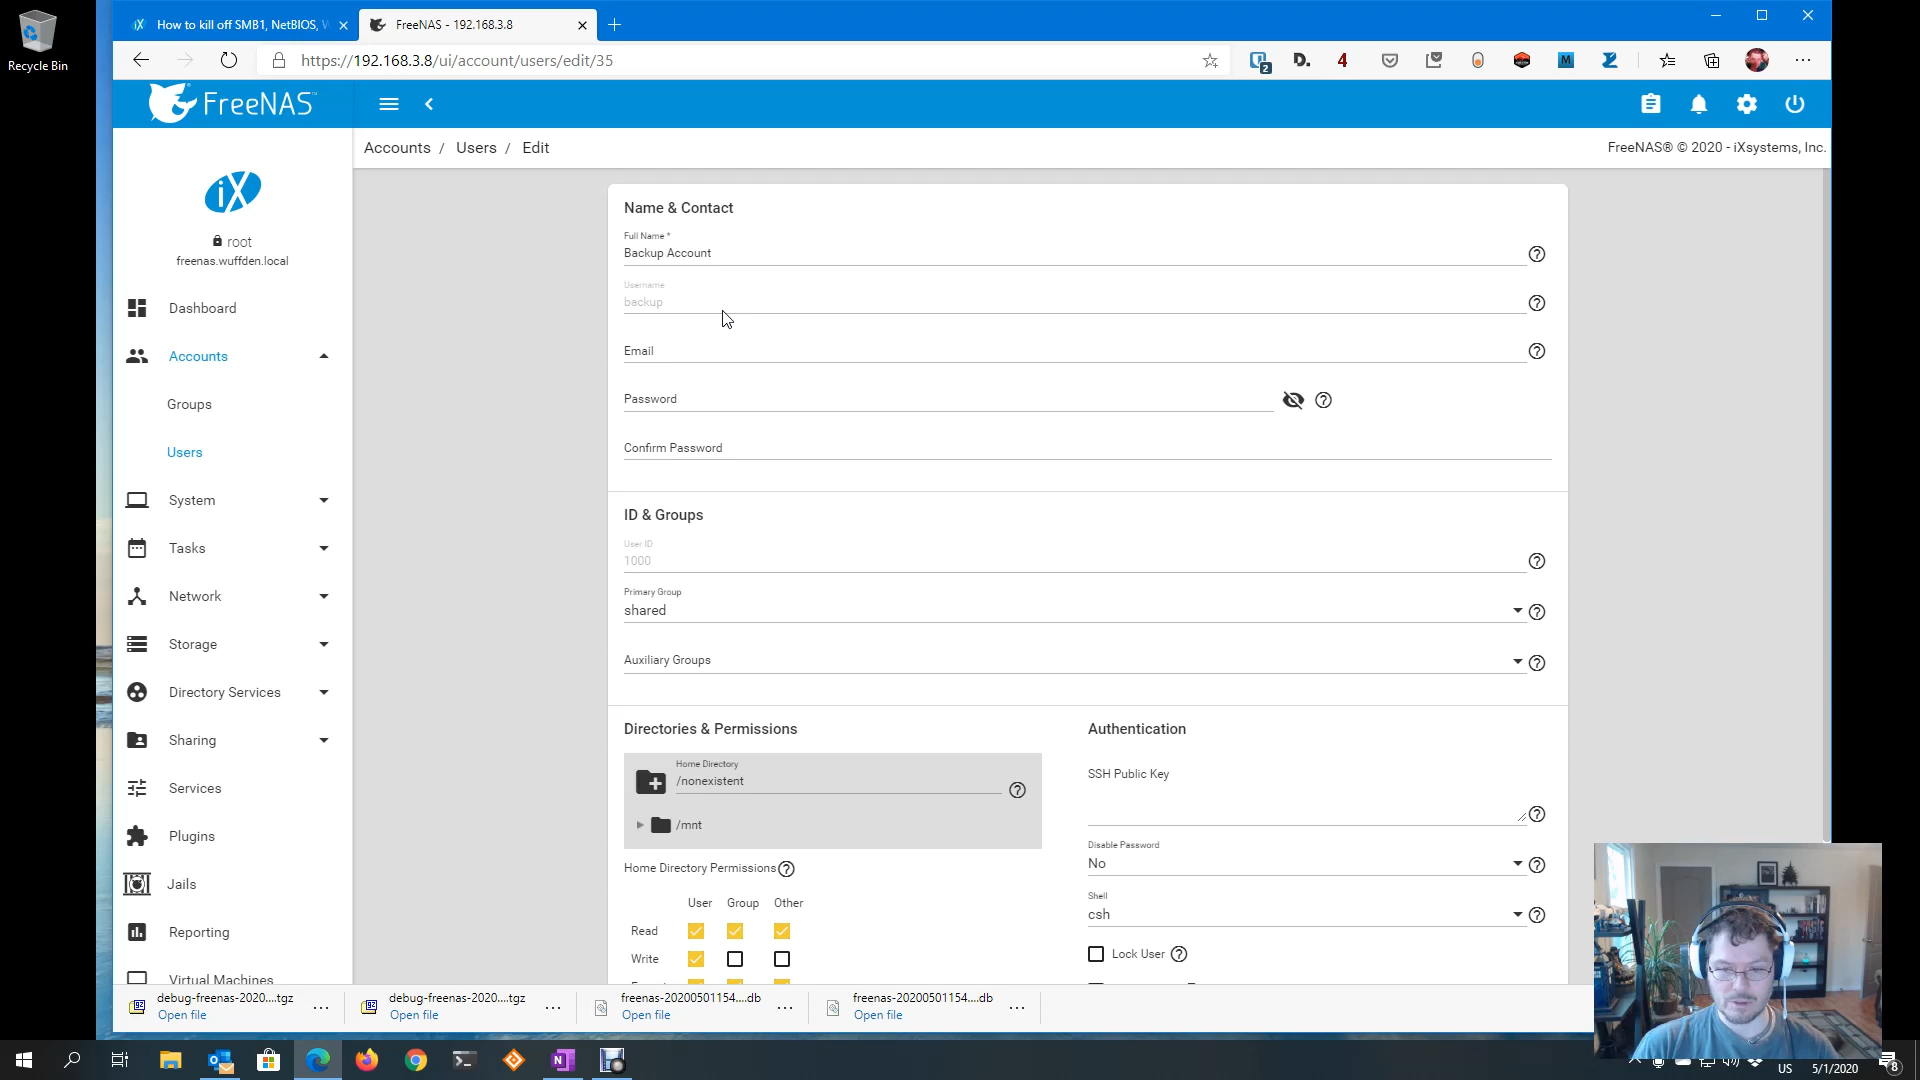 Recycle Bin
How to kill off SMB1, NetBIOS, W
FreeNAS - 192.168.3.8
https://192.168.3.8/ui/account/users/edit/35
2
D.
4
M
FreeNAS
Accounts / Users / Edit
FreeNAS® © 2020 - iXsystems, Inc.
iX
root
freenas.wuffden.local
Dashboard
Accounts
Groups
Users
System
Tasks
Network
Storage
Directory Services
Sharing
Services
Plugins
Jails
Reporting
Virtual Machines
Name & Contact
Full Name *
Backup Account
Username
backup
Email
Password
Confirm Password
ID & Groups
User ID
1000
Primary Group
shared
Auxiliary Groups
Directories & Permissions
Home Directory
/nonexistent
/mnt
Home Directory Permissions
User Group Other
Read
Write
Authentication
SSH Public Key
Disable Password
No
Shell
csh
Lock User
debug-freenas-2020....tgz
Open file
debug-freenas-2020....tgz
Open file
freenas-20200501154....db
Open file
freenas-20200501154....db
Open file
US
5/1/2020
8